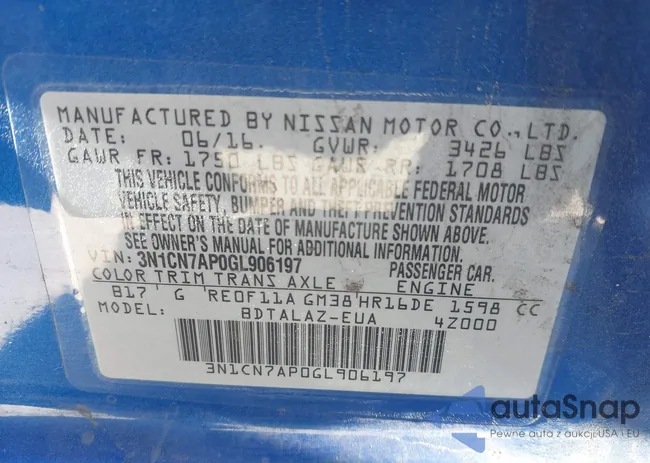 MANUFACTURED BY NISSAN MOTOR CO., LTD.
DATE: 06/16. GVWR: 3426 LBS
GAWR FR: 1750 LBS GAWR RR: 1708 LBS
THIS VEHICLE CONFORMS TO ALL APPLICABLE FEDERAL MOTOR
VEHICLE SAFETY, BUMPER AND THEFT PREVENTION STANDARDS
IN EFFECT ON THE DATE OF MANUFACTURE SHOWN ABOVE.
SEE OWNER'S MANUAL FOR ADDITIONAL INFORMATION
VIN: 3N1CN7AP0GL906197 PASSENGER CAR.
COLOR TRIM TRANS AXLE ENGINE
B17 G RE0F11A GM38 HR16DE 1598 CC
MODEL: BDTALAZ-EUA 4Z000
3N1CN7AP0GL906197
autaSnap
Pewne auta z aukcji USA i EU